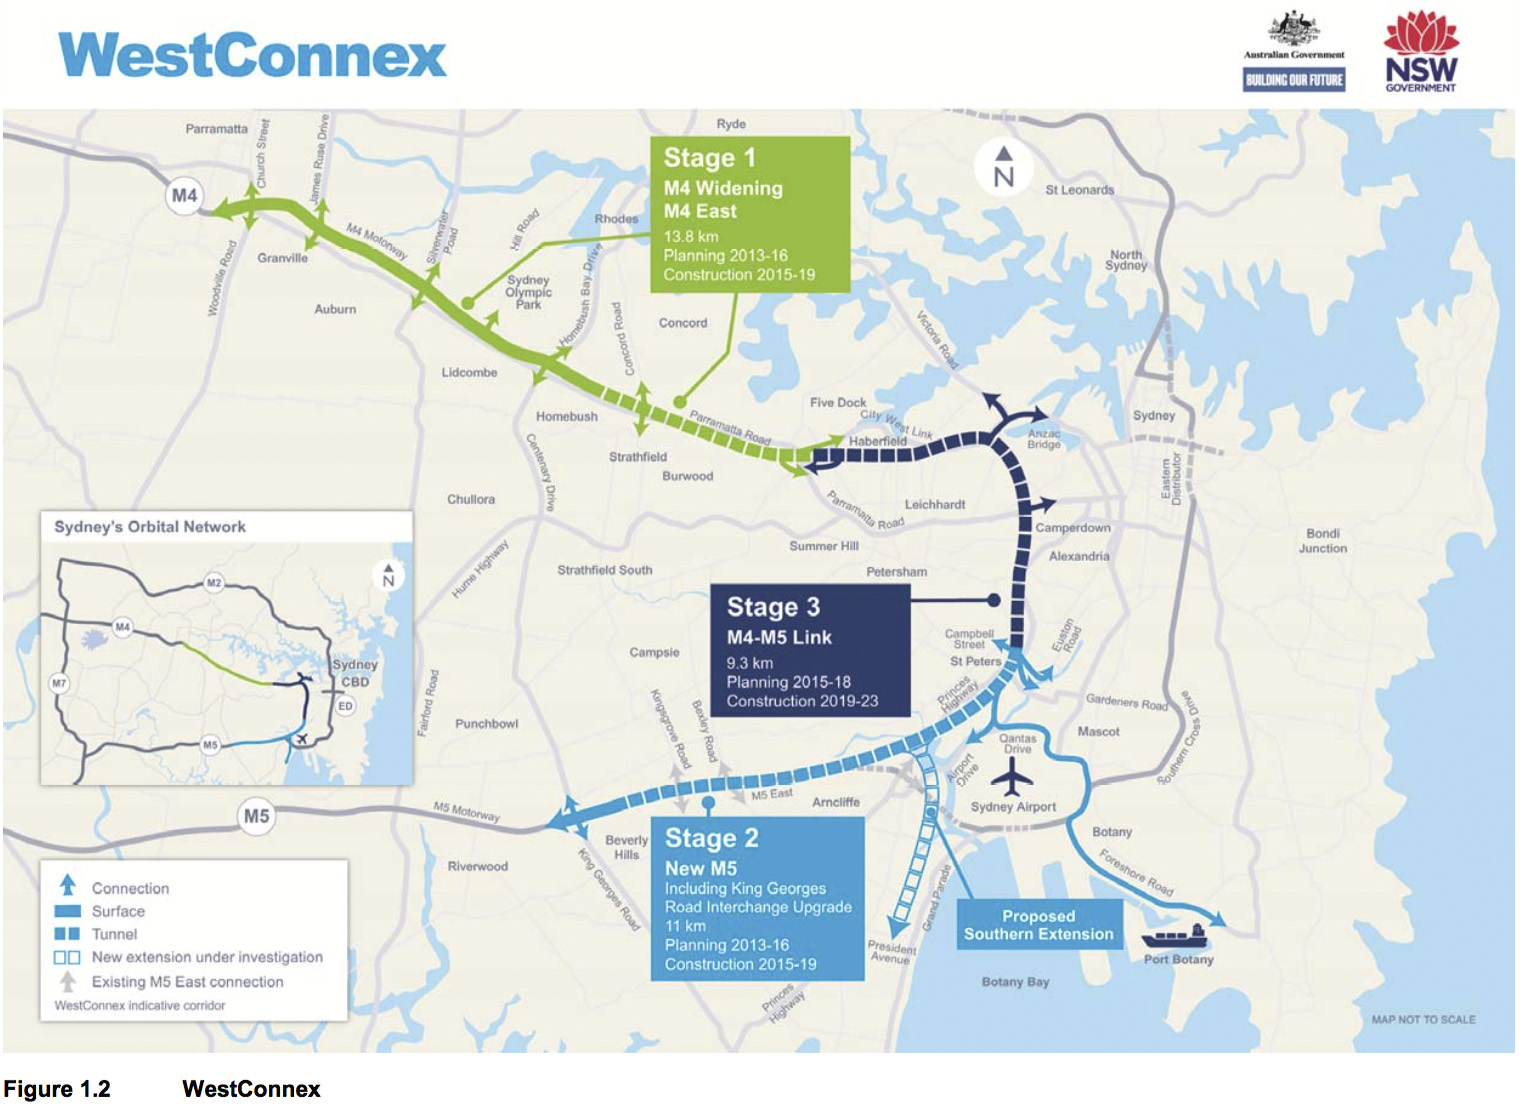 WestConnex
Australian Government
BUILDING OUR FUTURE
NSW
GOVERNMENT
Parramatta
Church Street
James Ruse Drive
Ryde
M4
Stage 1
M4 Widening
M4 East
13.8 km
Planning 2013-16
Construction 2015-19
N
St Leonards
Woodville Road
Granville
M4 Motorway
Silverwater
Road
Hill Road
Rhodes
North
Sydney
Auburn
Sydney
Olympic
Park
Homebush Bay Drive
Concord Road
Concord
Victoria Road
Lidcombe
Homebush
Parramatta Road
Five Dock
City West Link
Haberfield
Anzac
Bridge
Sydney
Strathfield
Burwood
Centenary Drive
Eastern
Distributor
Chullora
Parramatta Road
Leichhardt
Camperdown
Bondi
Junction
Summer Hill
Alexandria
Hume Highway
Strathfield South
Petersham
Sydney's Orbital Network
N
M2
M4
M7
Sydney
CBD
ED
M5
Stage 3
M4-M5 Link
9.3 km
Planning 2015-18
Construction 2019-23
Campbell
Street
St Peters
Euston
Road
Campsie
Princes
Highway
Gardeners Road
Fairford Road
Punchbowl
Kingsgrove Road
Bexley Road
Qantas
Drive
Mascot
Southern Cross Drive
Airport
Drive
Sydney Airport
M5
M5 Motorway
M5 East
Arncliffe
Botany
Foreshore Road
Riverwood
Beverly
Hills
King Georges Road
Stage 2
New M5
Including King Georges
Road Interchange Upgrade
11 km
Planning 2013-16
Construction 2015-19
Grand Parade
President
Avenue
Proposed
Southern Extension
Port Botany
Botany Bay
Princes
Highway
Connection
Surface
Tunnel
New extension under investigation
Existing M5 East connection
WestConnex indicative corridor
MAP NOT TO SCALE
Figure 1.2 WestConnex